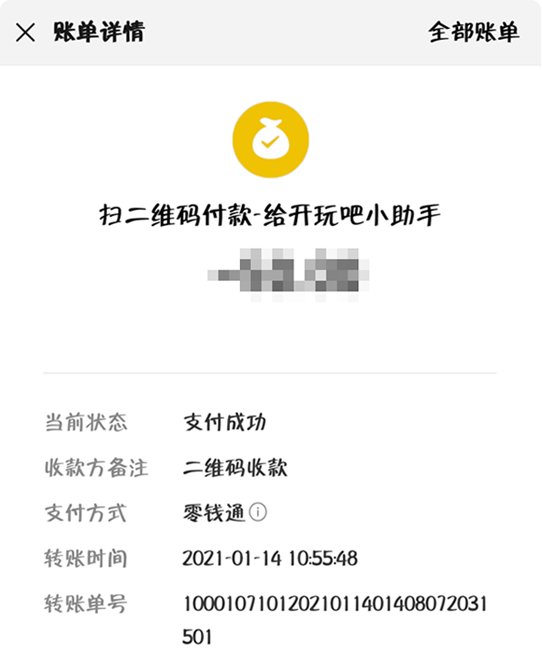 账单详情
全部账单
扫二维码付款-给开玩吧小助手
当前状态 支付成功
收款方备注 二维码收款
支付方式 零钱通
转账时间 2021-01-14 10:55:48
转账单号 1000107101202101140140807 2031
501